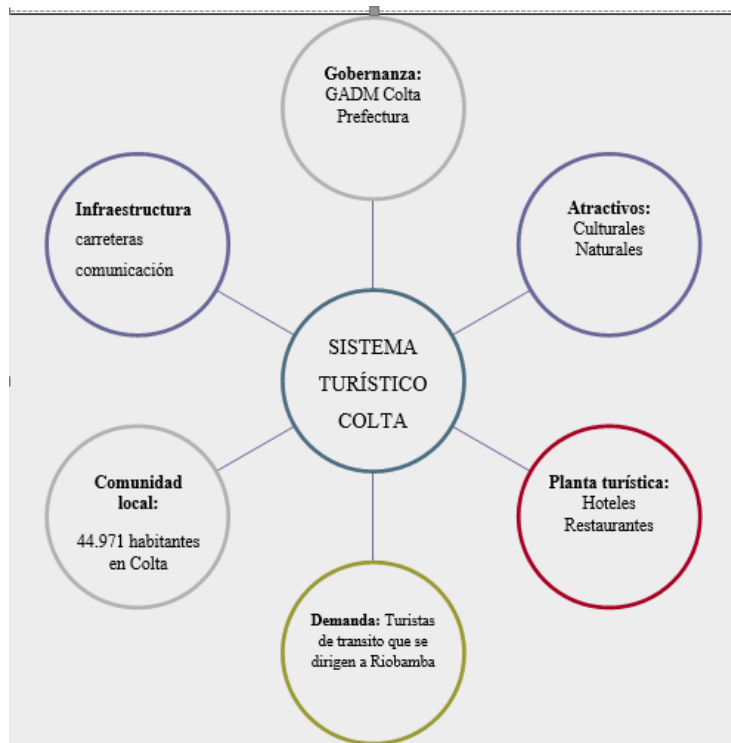 Gobernanza:
GADM Colta
Prefectura
Infraestructura
carreteras
comunicación
Atractivos:
Culturales
Naturales
SISTEMA
TURÍSTICO
COLTA
Comunidad
local:
44.971 habitantes
en Colta
Planta turística:
Hoteles
Restaurantes
Demanda: Turistas
de transito que se
dirigen a Riobamba